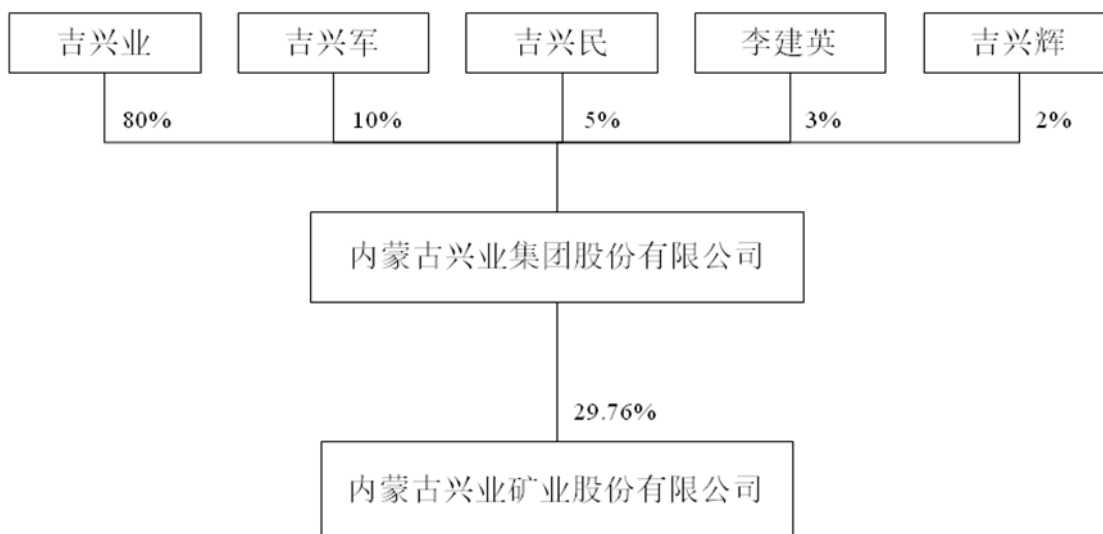 吉兴业
吉兴军
吉兴民
李建英
吉兴辉
80%
10%
5%
3%
2%
内蒙古兴业集团股份有限公司
29.76%
内蒙古兴业矿业股份有限公司